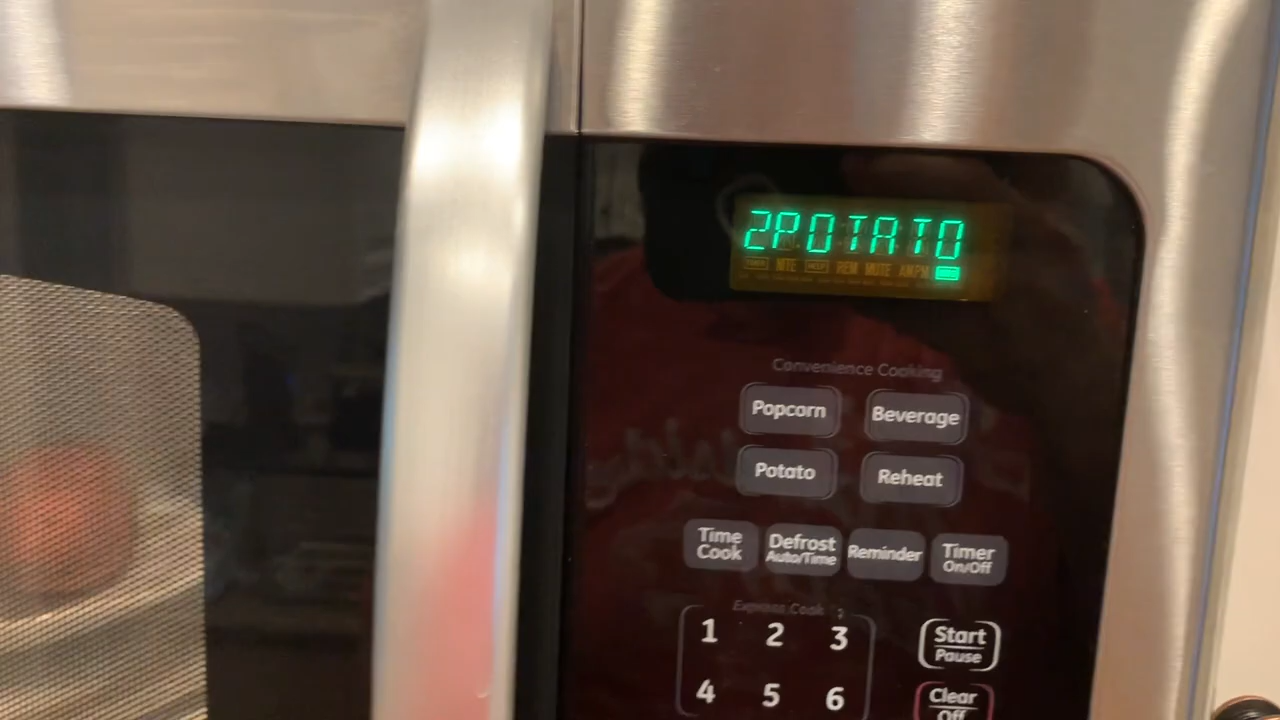 2POTATO
NITE HELP REM MUTE AM PM
Convenience Cooking
Popcorn Beverage
Potato Reheat
Time Cook Defrost Auto/Time Reminder Timer On/Off
Express Cook
1 2 3 Start Pause
4 5 6 Clear Off